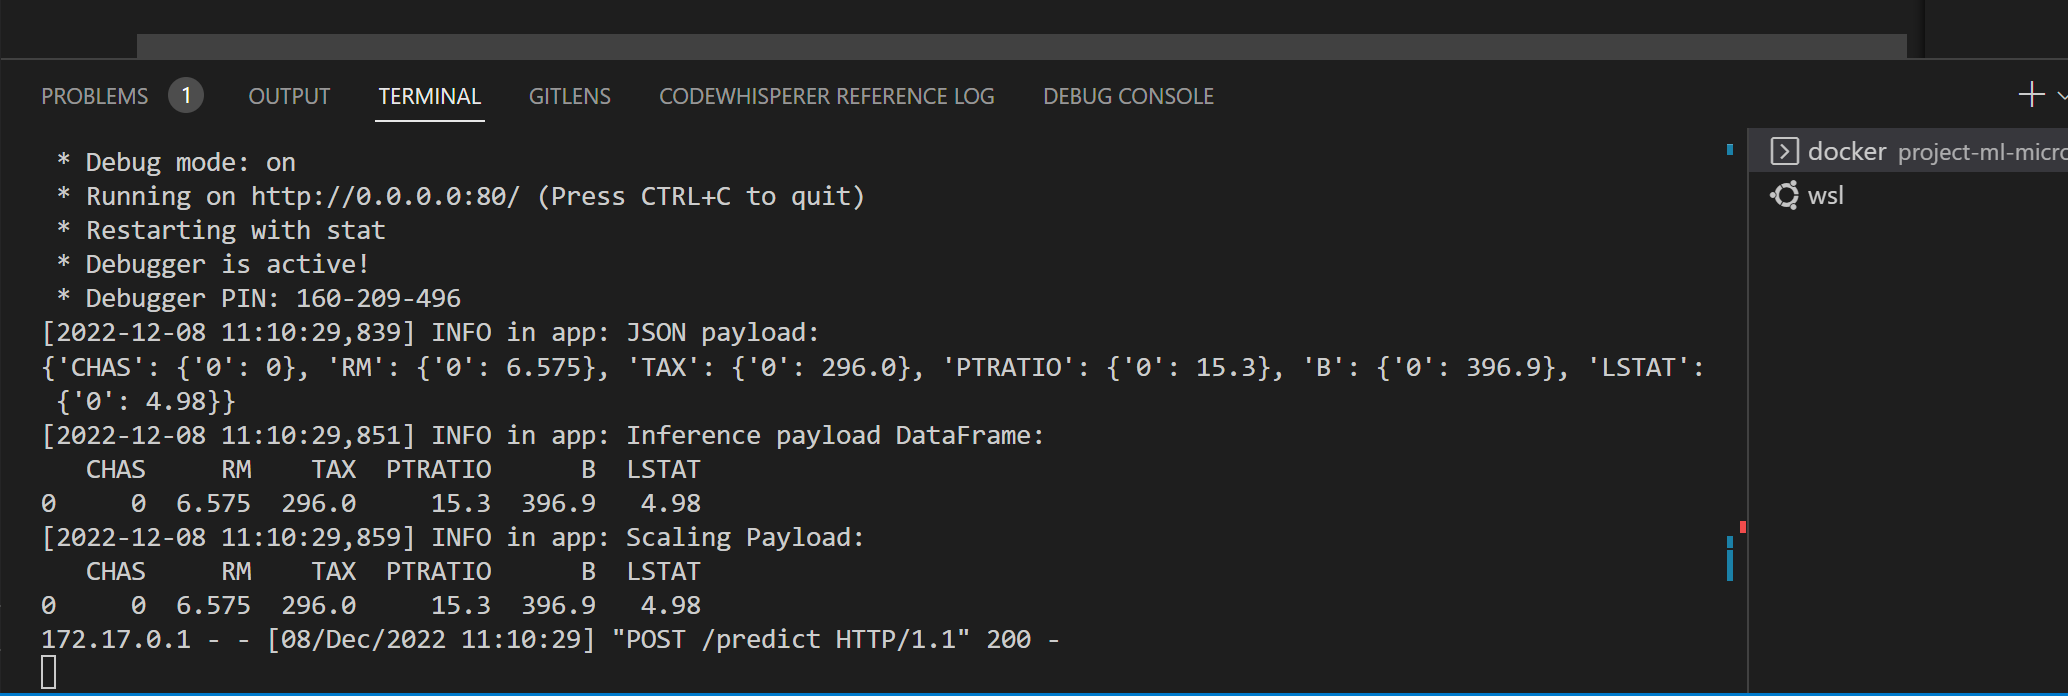 PROBLEMS 1 OUTPUT TERMINAL GITLENS CODEWHISPERER REFERENCE LOG DEBUG CONSOLE
* Debug mode: on
* Running on http://0.0.0.0:80/ (Press CTRL+C to quit)
* Restarting with stat
* Debugger is active!
* Debugger PIN: 160-209-496
[2022-12-08 11:10:29,839] INFO in app: JSON payload:
{'CHAS': {'0': 0}, 'RM': {'0': 6.575}, 'TAX': {'0': 296.0}, 'PTRATIO': {'0': 15.3}, 'B': {'0': 396.9}, 'LSTAT':
{'0': 4.98}}
[2022-12-08 11:10:29,851] INFO in app: Inference payload DataFrame:
CHAS RM TAX PTRATIO B LSTAT
0 0 6.575 296.0 15.3 396.9 4.98
[2022-12-08 11:10:29,859] INFO in app: Scaling Payload:
CHAS RM TAX PTRATIO B LSTAT
0 0 6.575 296.0 15.3 396.9 4.98
172.17.0.1 - - [08/Dec/2022 11:10:29] "POST /predict HTTP/1.1" 200 -
docker project-ml-micro
wsl